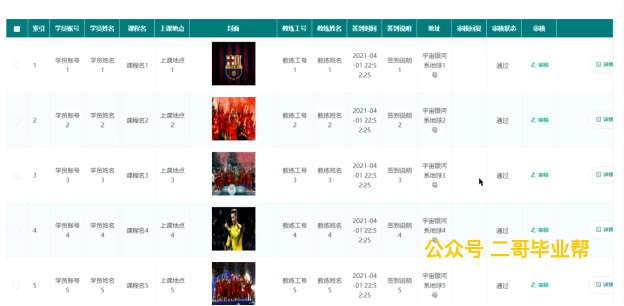 索引 学员账号 学员姓名 课程名 上课地点 封面 教练工号 教练姓名 签到时间 签到说明 地址 审核回复 审核状态 审核
1 学员账号1 学员姓名1 课程名1 上课地点1 教练工号1 教练姓名1 2021-04-01 22:52:25 签到说明1 宇宙银河系地球1号 通过 审核 详情
2 学员账号2 学员姓名2 课程名2 上课地点2 教练工号2 教练姓名2 2021-04-01 22:52:25 签到说明2 宇宙银河系地球2号 通过 审核 详情
3 学员账号3 学员姓名3 课程名3 上课地点3 教练工号3 教练姓名3 2021-04-01 22:52:25 签到说明3 宇宙银河系地球3号 通过 审核 详情
4 学员账号4 学员姓名4 课程名4 上课地点4 教练工号4 教练姓名4 2021-04-01 22:52:25 签到说明4 宇宙银河系地球4号 通过 审核 详情
公众号 二哥毕业帮
5 学员账号5 学员姓名5 课程名5 上课地点5 教练工号5 教练姓名5 2021-04-01 22:52:25 签到说明5 宇宙银河系地球5号 通过 审核 详情